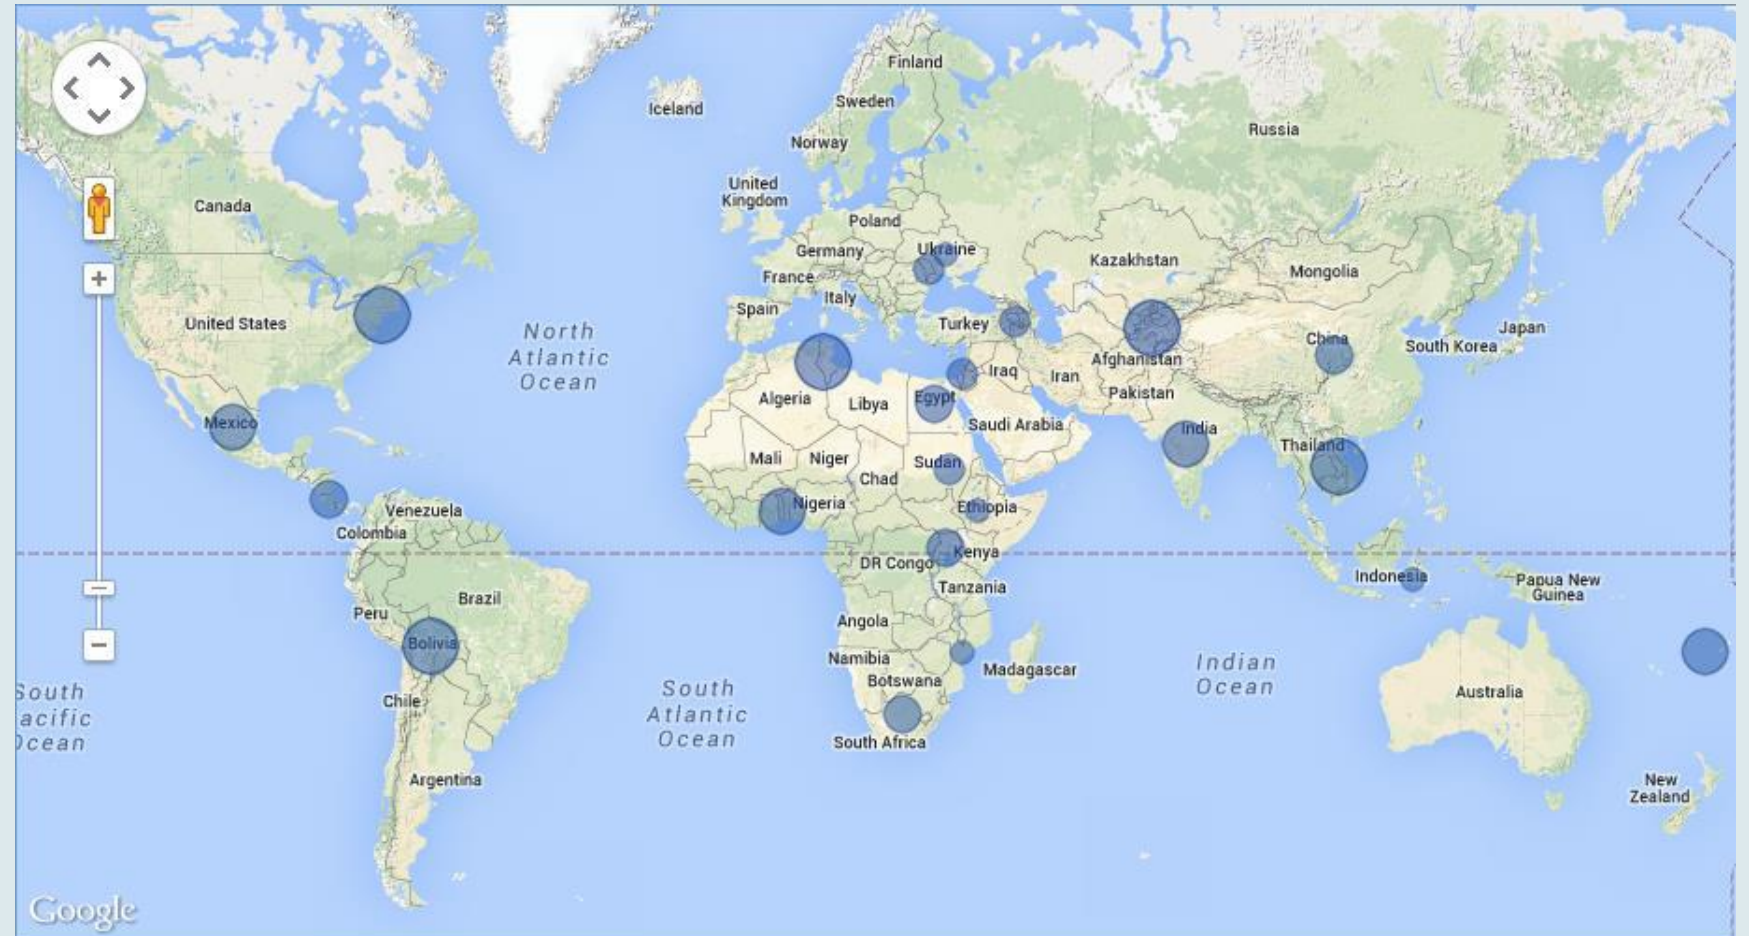 Finland
Iceland
Sweden
Russia
Norway
United
Kingdom
Canada
Poland
Ukraine
Germany
Kazakhstan
Mongolia
France
Italy
Spain
United States
North
Atlantic
Ocean
Turkey
Japan
China
South Korea
Afghanistan
Iraq
Iran
Pakistan
Algeria
Libya
Egypt
Saudi Arabia
Mexico
India
Thailand
Mali
Niger
Chad
Sudan
Nigeria
Ethiopia
Venezuela
Colombia
Kenya
DR Congo
Indonesia
Papua New
Guinea
Tanzania
Brazil
Peru
Angola
Bolivia
Namibia
Madagascar
Botswana
Indian
Ocean
South
acific
Ocean
Chile
South
Atlantic
Ocean
Australia
South Africa
Argentina
New
Zealand
Google